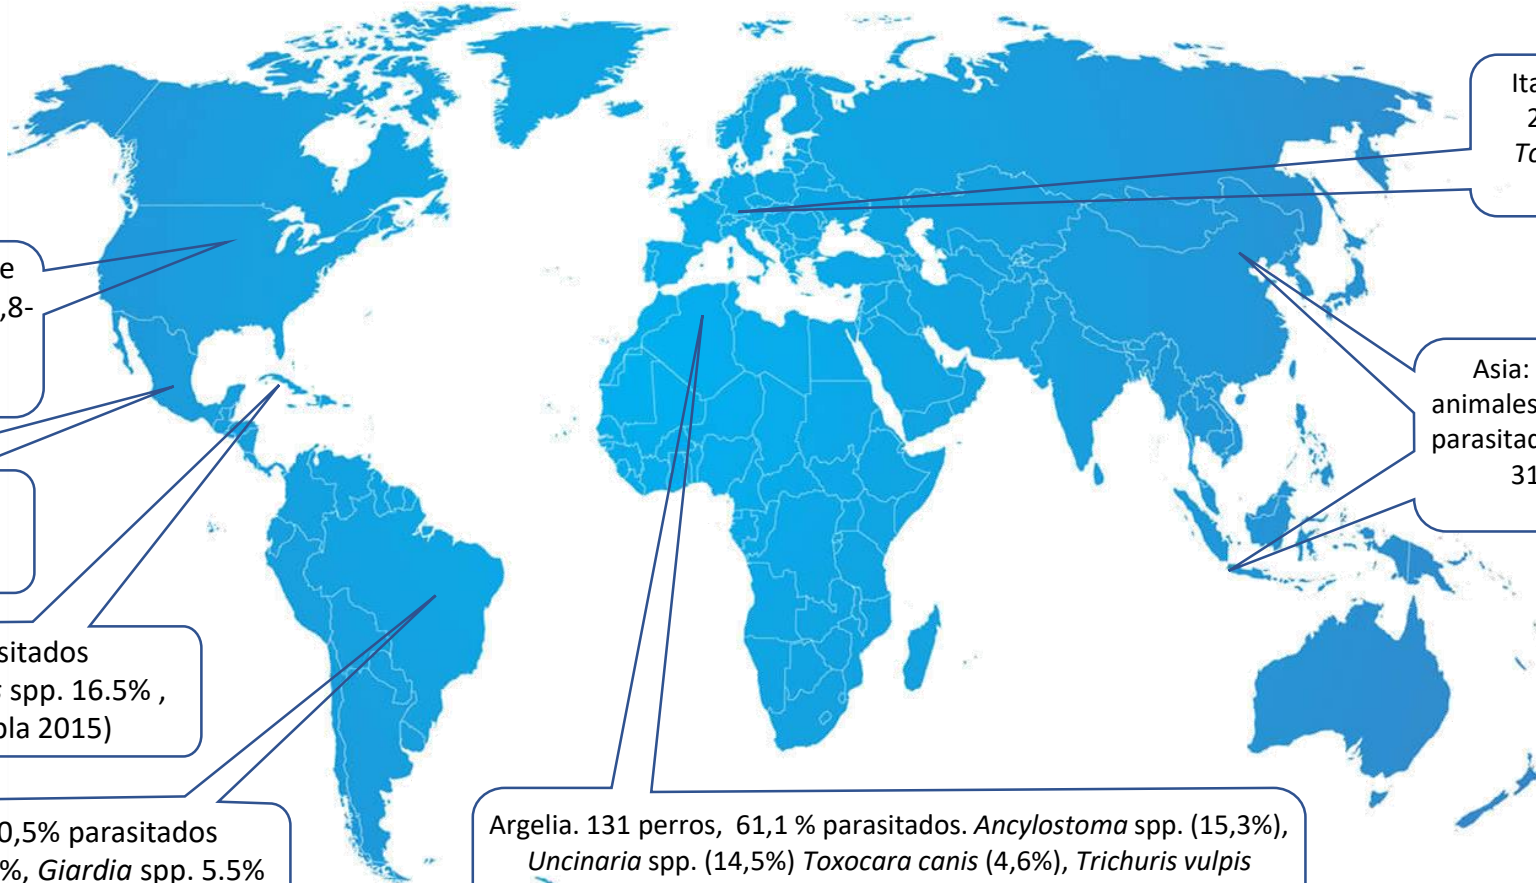 Ita
2
To
e
,8-
Asia:
animales
parasitad
31
sitados
s spp. 16.5% ,
ola 2015)
0,5% parasitados
%, Giardia spp. 5.5%
Argelia. 131 perros, 61,1 % parasitados. Ancylostoma spp. (15,3%),
Uncinaria spp. (14,5%) Toxocara canis (4,6%), Trichuris vulpis